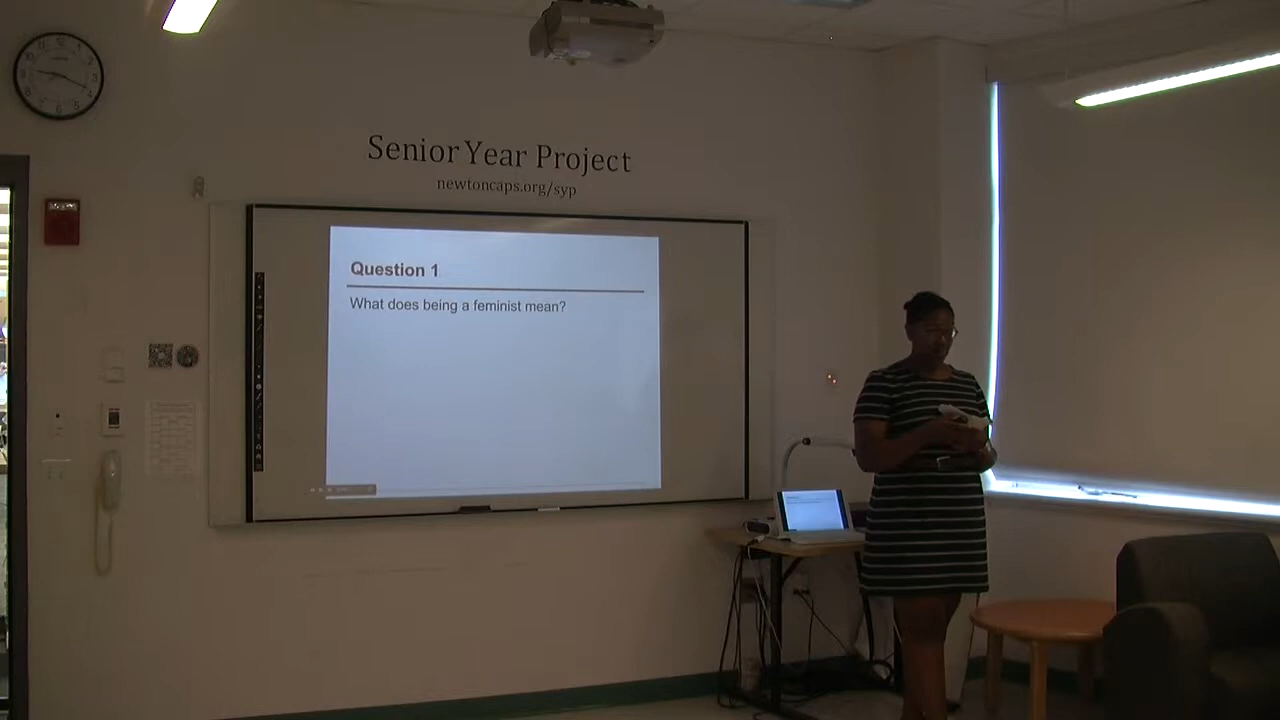 Senior Year Project
newtoncaps.org/syp
Question 1
What does being a feminist mean?